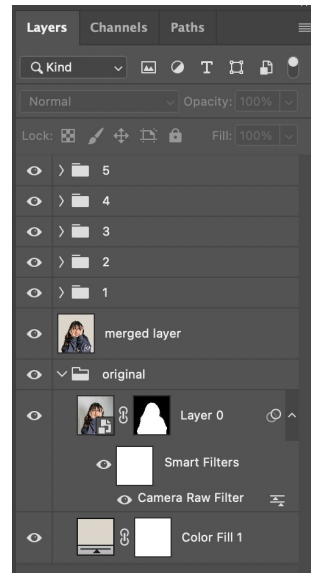 Layers Channels Paths
Kind
Normal Opacity: 100%
Lock: Fill: 100%
5
4
3
2
1
merged layer
original
Layer 0
Smart Filters
Camera Raw Filter
Color Fill 1